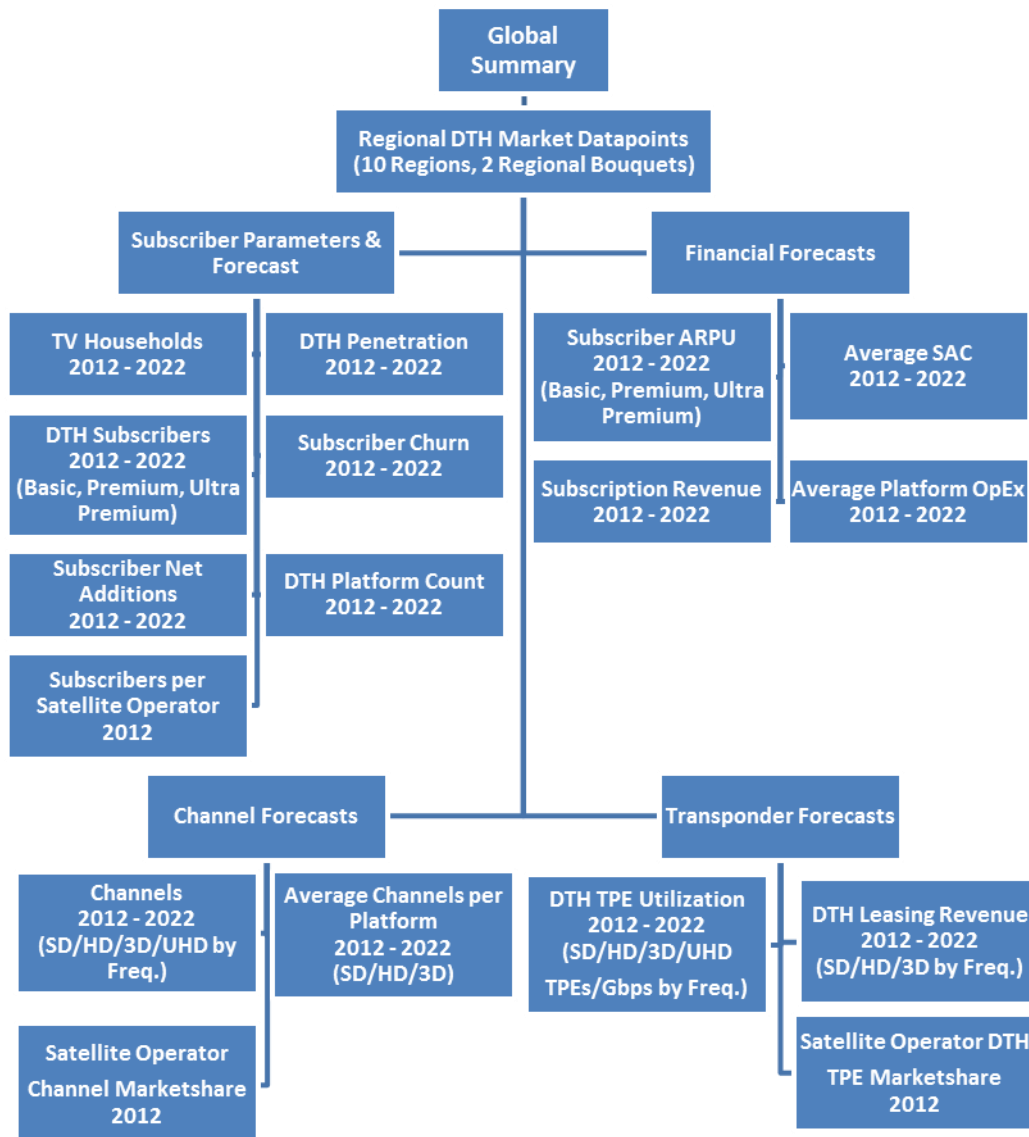 Global
Summary
Regional DTH Market Datapoints
(10 Regions, 2 Regional Bouquets)
Subscriber Parameters &
Forecast
Financial Forecasts
TV Households
2012 - 2022
DTH Penetration
2012 - 2022
DTH Subscribers
2012 - 2022
(Basic, Premium, Ultra
Premium)
Subscriber Churn
2012 - 2022
Subscriber Net
Additions
2012 - 2022
DTH Platform Count
2012 - 2022
Subscribers per
Satellite Operator
2012
Subscriber ARPU
2012 - 2022
(Basic, Premium, Ultra
Premium)
Average SAC
2012 - 2022
Subscription Revenue
2012 - 2022
Average Platform OpEx
2012 - 2022
Channel Forecasts
Transponder Forecasts
Channels
2012 - 2022
(SD/HD/3D/UHD by
Freq.)
Average Channels per
Platform
2012 - 2022
(SD/HD/3D)
Satellite Operator
Channel Marketshare
2012
DTH TPE Utilization
2012 - 2022
(SD/HD/3D/UHD
TPEs/Gbps by Freq.)
DTH Leasing Revenue
2012 - 2022
(SD/HD/3D by Freq.)
Satellite Operator DTH
TPE Marketshare
2012